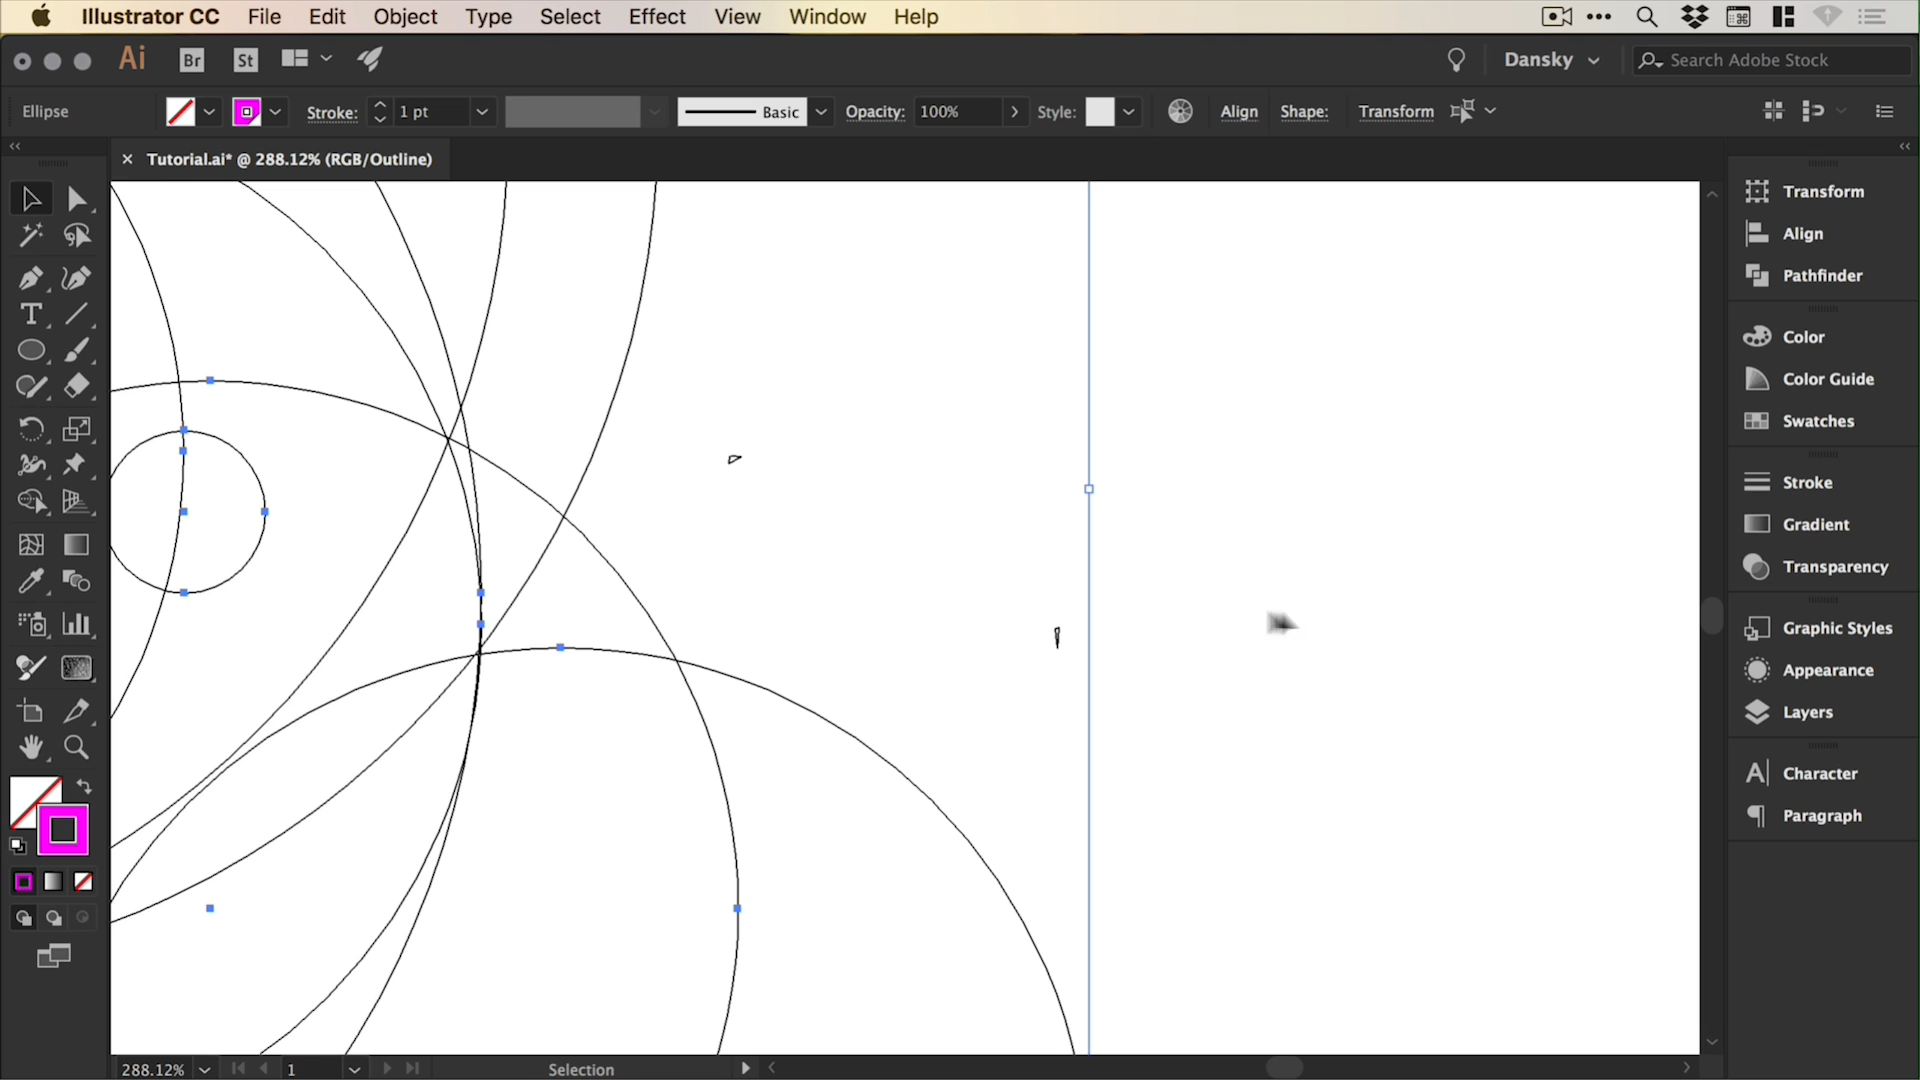 Illustrator CC File Edit Object Type Select Effect View Window Help
Ai Br St Dansky Search Adobe Stock
Ellipse Stroke: 1 pt Basic Opacity: 100% Style: Align Shape: Transform
Tutorial.ai* @ 288.12% (RGB/Outline)
Transform
Align
Pathfinder
Color
Color Guide
Swatches
Stroke
Gradient
Transparency
Graphic Styles
Appearance
Layers
Character
Paragraph
288.12% 1 Selection